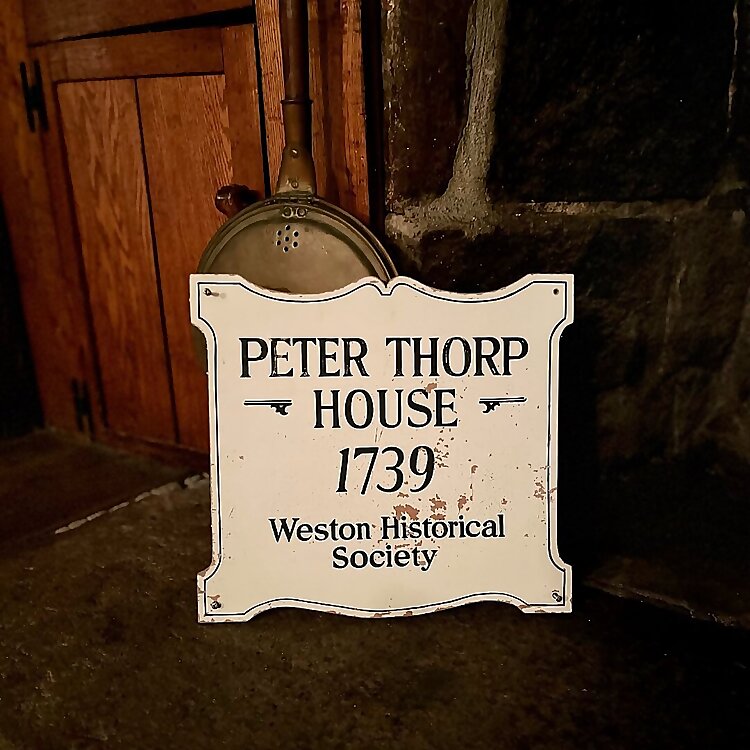 PETER THORP
HOUSE
1739
Weston Historical
Society